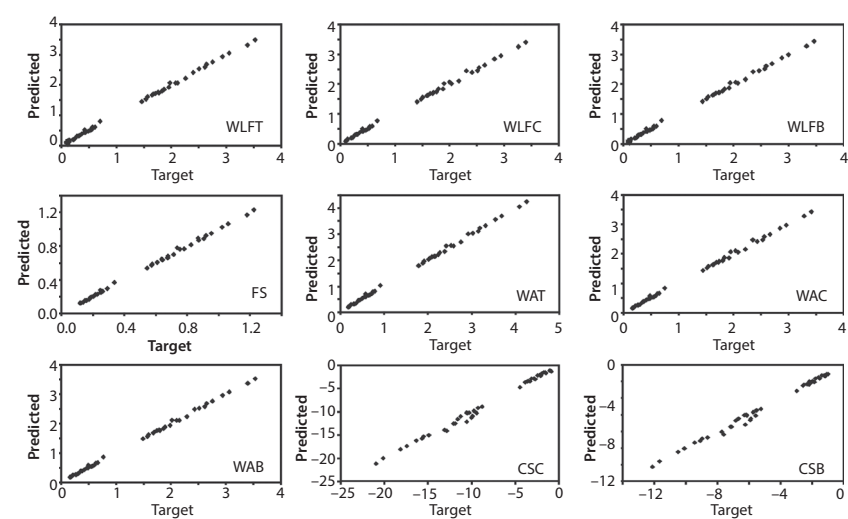 4
3
2
1
0
Predicted
WLFT
0 1 2 3 4
Target
4
3
2
1
0
Predicted
WLFC
0 1 2 3 4
Target
4
3
2
1
0
Predicted
WLFB
0 1 2 3 4
Target
1.2
0.8
0.4
0.0
Predicted
FS
0.0 0.4 0.8 1.2
Target
4
3
2
1
0
Predicted
WAT
0 1 2 3 4 5
Target
4
3
2
1
0
Predicted
WAC
0 1 2 3 4
Target
4
3
2
1
0
Predicted
WAB
0 1 2 3 4
Target
0
−5
−10
−15
−20
−25
Predicted
CSC
−25 −20 −15 −10 −5 0
Target
0
−4
−8
−12
Predicted
CSB
−12 −8 −4 0
Target